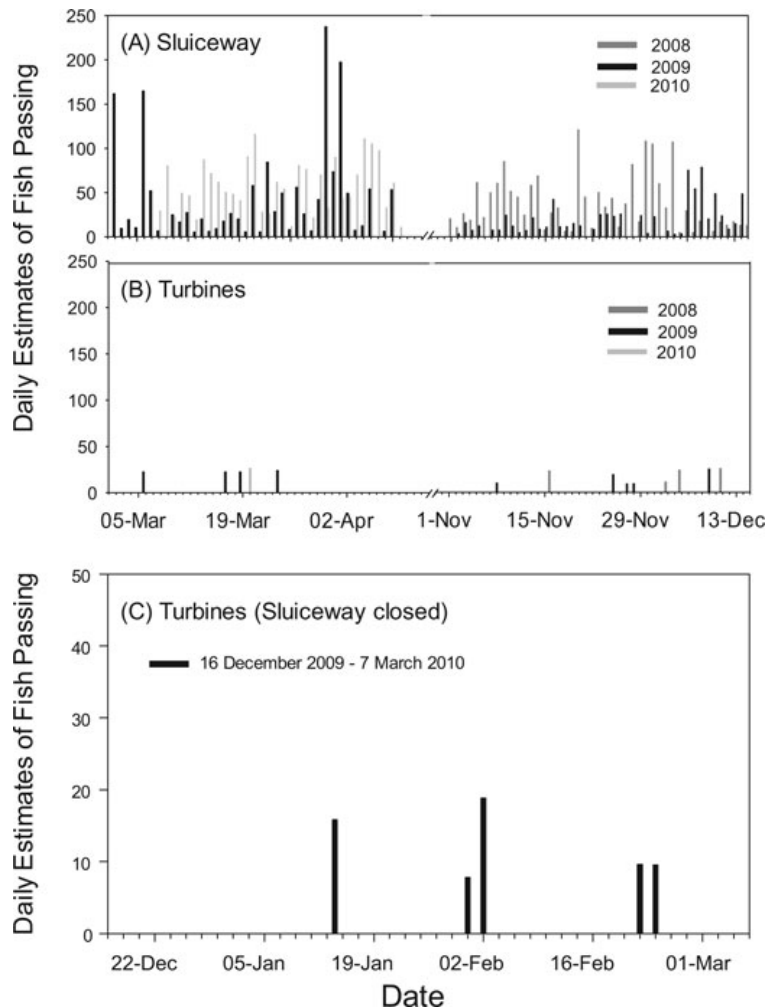 Daily Estimates of Fish Passing
250
200
150
100
50
0
(A) Sluiceway
2008
2009
2010
250
200
150
100
50
0
(B) Turbines
2008
2009
2010
05-Mar 19-Mar 02-Apr 1-Nov 15-Nov 29-Nov 13-Dec
Daily Estimates of Fish Passing
50
40
30
20
10
0
(C) Turbines (Sluiceway closed)
16 December 2009 - 7 March 2010
22-Dec 05-Jan 19-Jan 02-Feb 16-Feb 01-Mar
Date